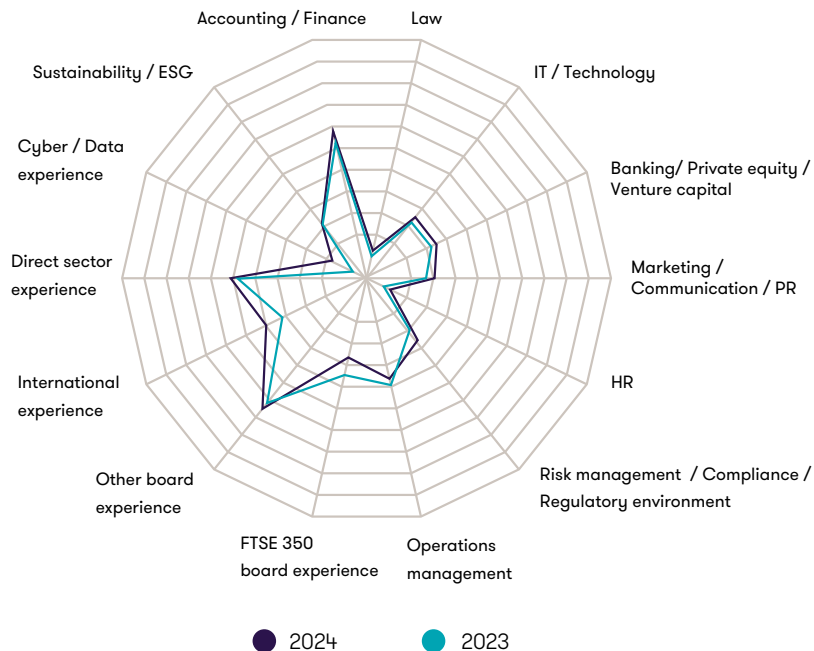 Accounting / Finance
Law
Sustainability / ESG
IT / Technology
Cyber / Data
experience
Banking/ Private equity /
Venture capital
Direct sector
experience
Marketing /
Communication / PR
International
experience
HR
Other board
experience
Risk management / Compliance /
Regulatory environment
FTSE 350
board experience
Operations
management
2024
2023